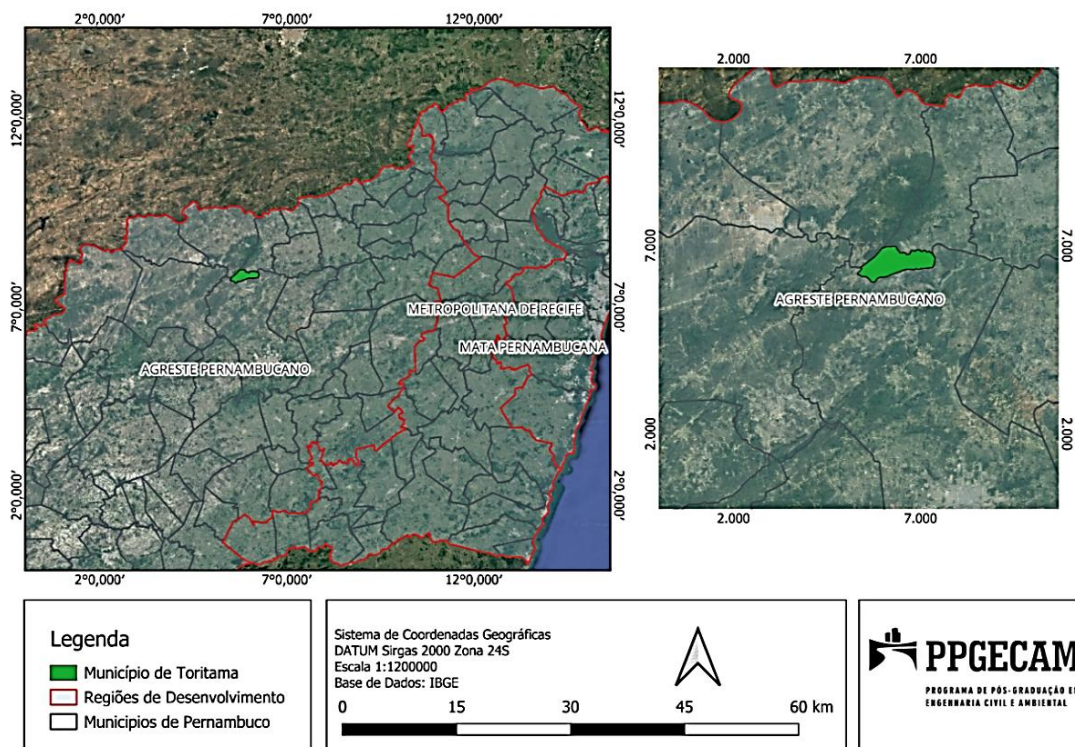 2°0,000’ 7°0,000’ 12°0,000’
12°0,000’
12°0,000’
7°0,000’
7°0,000’
2°0,000’
2°0,000’
METROPOLITANA DE RECIFE
MATA PERNAMBUCANA
AGRESTE PERNAMBUCANO
2°0,000’ 7°0,000’ 12°0,000’
2.000 7.000
7.000
7.000
AGRESTE PERNAMBUCANO
2.000
2.000
2.000 7.000
Legenda
Município de Toritama
Regiões de Desenvolvimento
Municipios de Pernambuco
Sistema de Coordenadas Geográficas
DATUM Sirgas 2000 Zona 24S
Escala 1:1200000
Base de Dados: IBGE
0 15 30 45 60 km
PPGECAM
PROGRAMA DE PÓS-GRADUAÇÃO E
ENGENHARIA CIVIL E AMBIENTAL